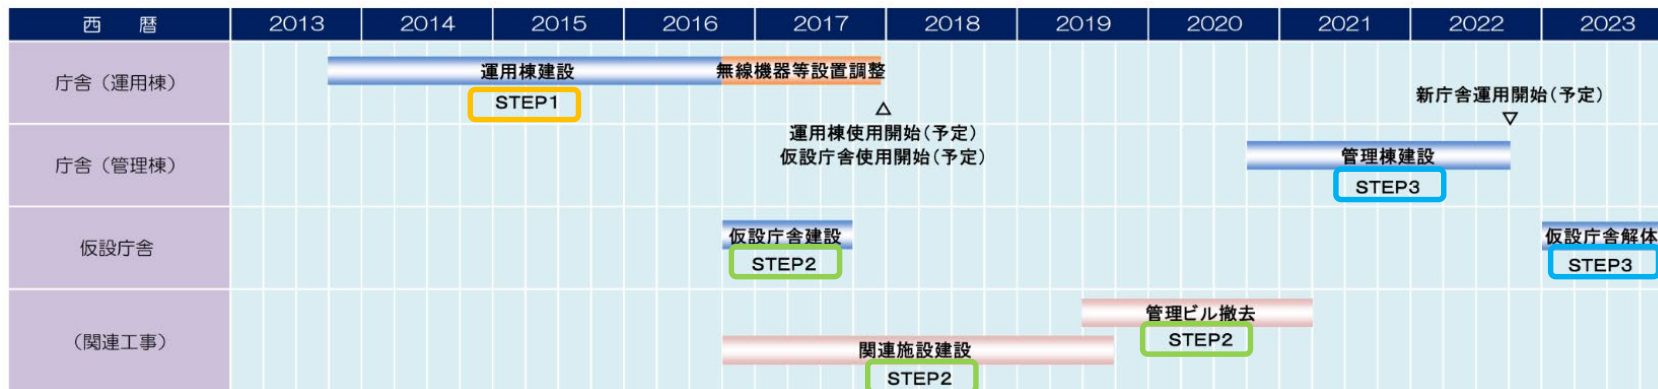 西 暦 2013 2014 2015 2016 2017 2018 2019 2020 2021 2022 2023
庁舎（運用棟）
運用棟建設
無線機器等設置調整
STEP1
△
運用棟使用開始(予定)
仮設庁舎使用開始(予定)
新庁舎運用開始(予定)
▽
庁舎（管理棟）
管理棟建設
STEP3
仮設庁舎
仮設庁舎建設
STEP2
仮設庁舎解体
STEP3
（関連工事）
管理ビル撤去
STEP2
関連施設建設
STEP2